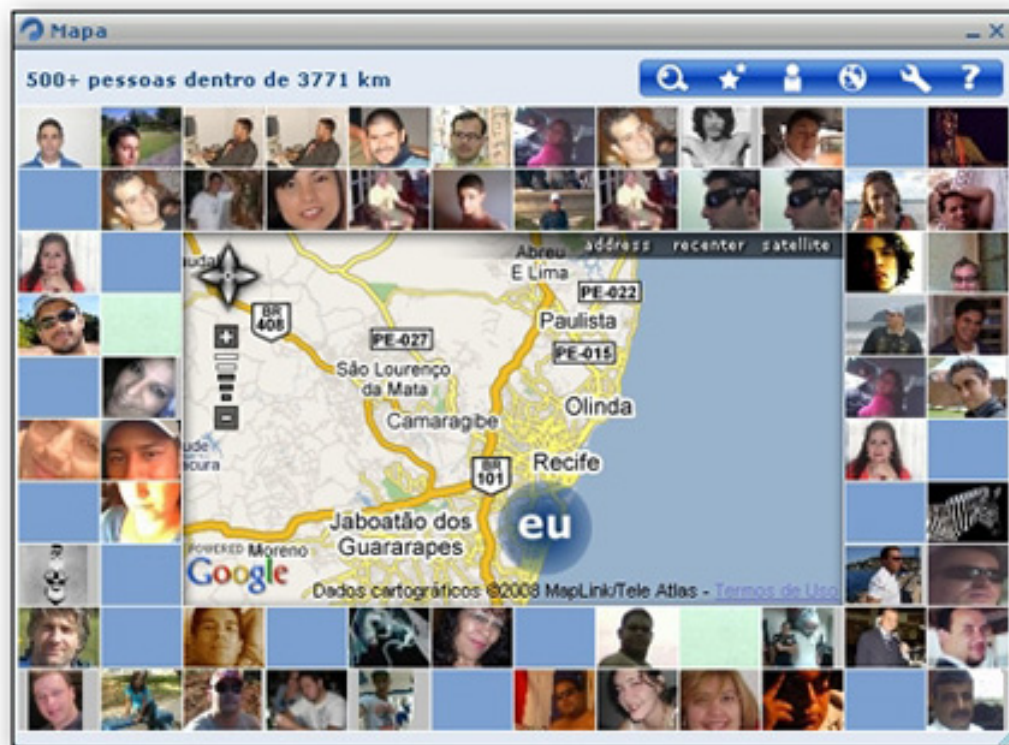 Mapa
500+ pessoas dentro de 3771 km
?
address recenter satellite
Abreu
E Lima
PE-022
BR
408
Paulista
PE-027
PE-015
São Lourenço
da Mata
Olinda
Camaragibe
Recife
BR
101
Jaboatão dos
Guararapes
eu
POWERED Moreno
Google
Dados cartográficos ©2008 MapLink/Tele Atlas - Termos de Uso